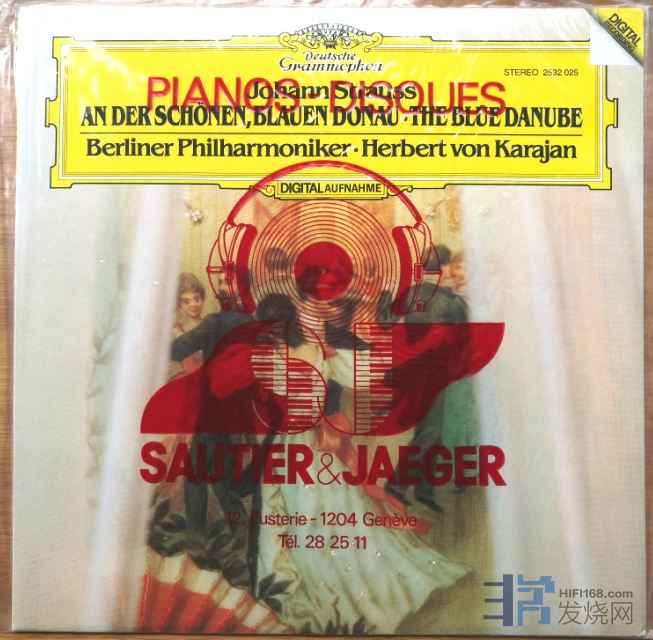 DIGITAL
RECORDING
Deutsche
Grammophon
STEREO 2532 025
PIANOS - DISQUES
Johann Strauss
AN DER SCHÖNEN, BLAUEN DONAU · THE BLUE DANUBE
Berliner Philharmoniker · Herbert von Karajan
DIGITAL AUFNAHME
SJ
SAUTIER & JAEGER
12, Fusterie - 1204 Genève
Tél. 28 25 11
HIFI168.com
发烧网